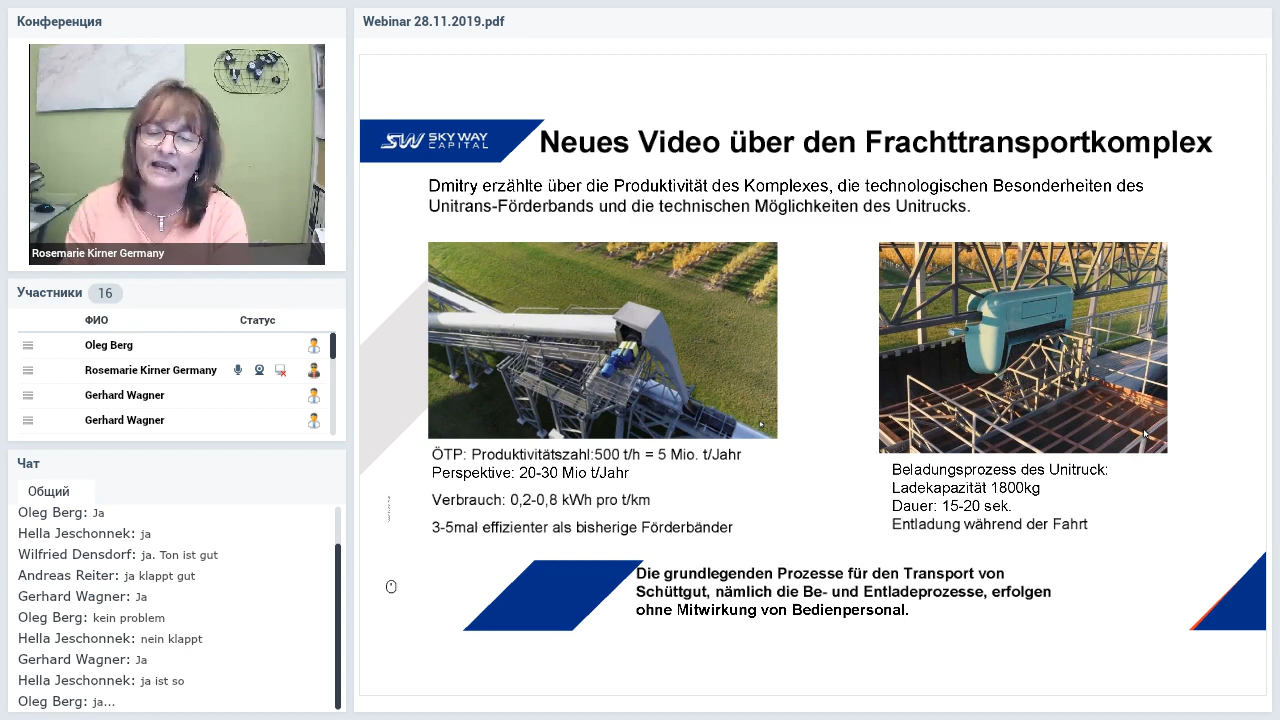 Конференция
Rosemarie Kirner Germany
Участники 16
ФИО Статус
Oleg Berg
Rosemarie Kirner Germany
Gerhard Wagner
Gerhard Wagner
Чат
Общий
Oleg Berg: Ja
Hella Jeschonnek: ja
Wilfried Densdorf: ja. Ton ist gut
Andreas Reiter: ja klappt gut
Gerhard Wagner: Ja
Oleg Berg: kein problem
Hella Jeschonnek: nein klappt
Gerhard Wagner: Ja
Hella Jeschonnek: ja ist so
Oleg Berg: ja...
Webinar 28.11.2019.pdf
SW SKY WAY
CAPITAL
Neues Video über den Frachttransportkomplex
Dmitry erzählte über die Produktivität des Komplexes, die technologischen Besonderheiten des
Unitrans-Förderbands und die technischen Möglichkeiten des Unitrucks.
ÖTP: Produktivitätszahl:500 t/h = 5 Mio. t/Jahr
Perspektive: 20-30 Mio t/Jahr
Verbrauch: 0,2-0,8 kWh pro t/km
3-5mal effizienter als bisherige Förderbänder
Beladungsprozess des Unitruck:
Ladekapazität 1800kg
Dauer: 15-20 sek.
Entladung während der Fahrt
Die grundlegenden Prozesse für den Transport von
Schüttgut, nämlich die Be- und Entladeprozesse, erfolgen
ohne Mitwirkung von Bedienpersonal.